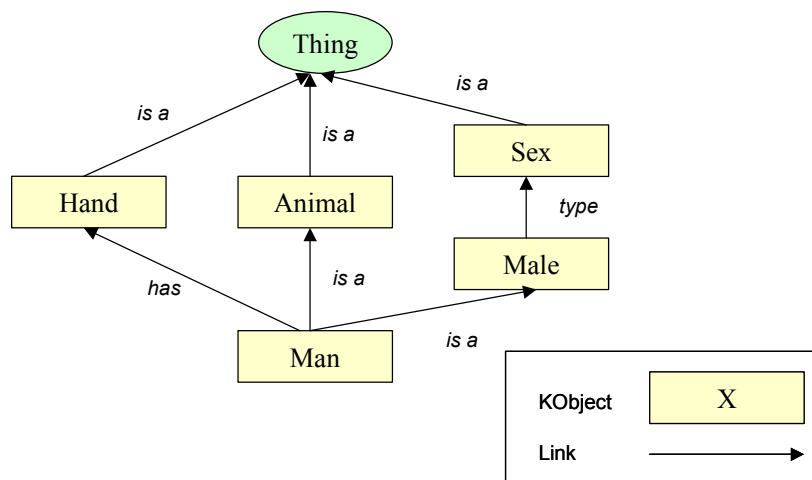 Thing
is a
is a
is a
Sex
Hand
Animal
type
Male
has
is a
is a
Man
KObject
X
Link